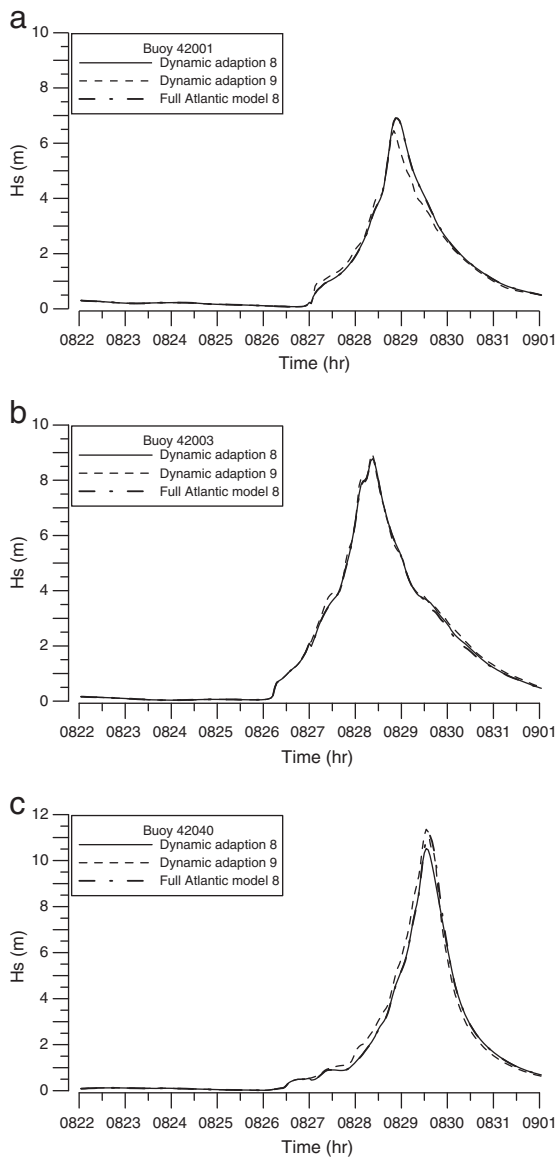 a
10
8
6
4
2
0
Hs (m)
Buoy 42001
Dynamic adaption 8
Dynamic adaption 9
Full Atlantic model 8
0822 0823 0824 0825 0826 0827 0828 0829 0830 0831 0901
Time (hr)
b
10
8
6
4
2
0
Hs (m)
Buoy 42003
Dynamic adaption 8
Dynamic adaption 9
Full Atlantic model 8
0822 0823 0824 0825 0826 0827 0828 0829 0830 0831 0901
Time (hr)
c
12
10
8
6
4
2
0
Hs (m)
Buoy 42040
Dynamic adaption 8
Dynamic adaption 9
Full Atlantic model 8
0822 0823 0824 0825 0826 0827 0828 0829 0830 0831 0901
Time (hr)